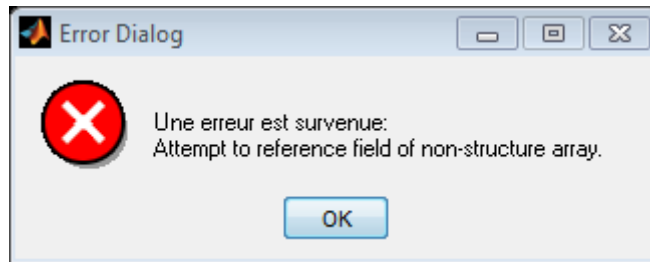 Error Dialog
Une erreur est survenue:
Attempt to reference field of non-structure array.
OK